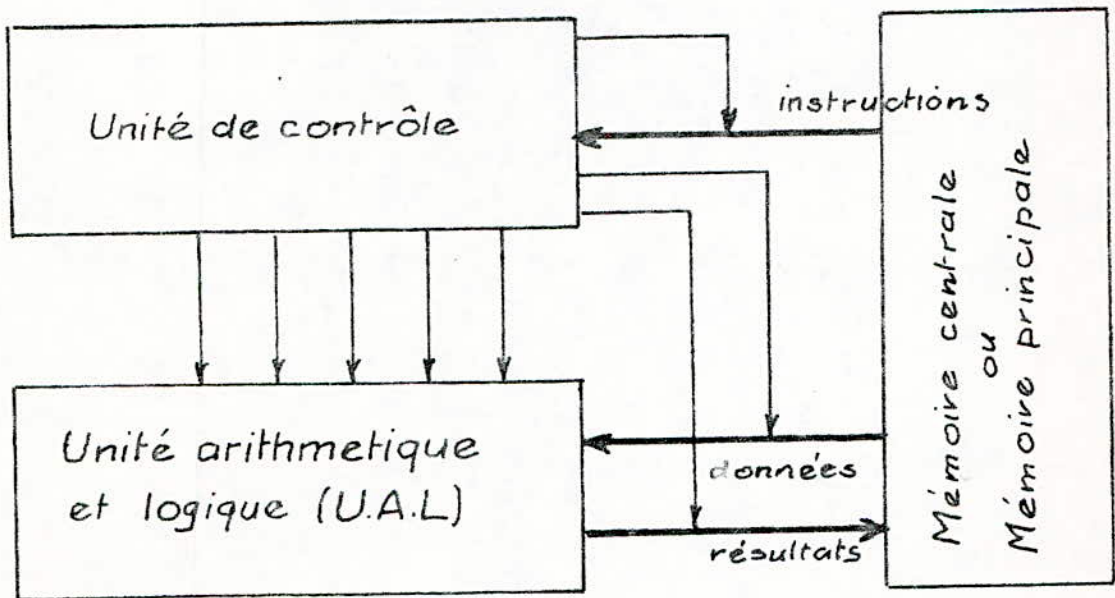 Unité de contrôle
instructions
Unité arithmetique
et logique (U.A.L)
données
résultats
Mémoire centrale
ou
Mémoire principale